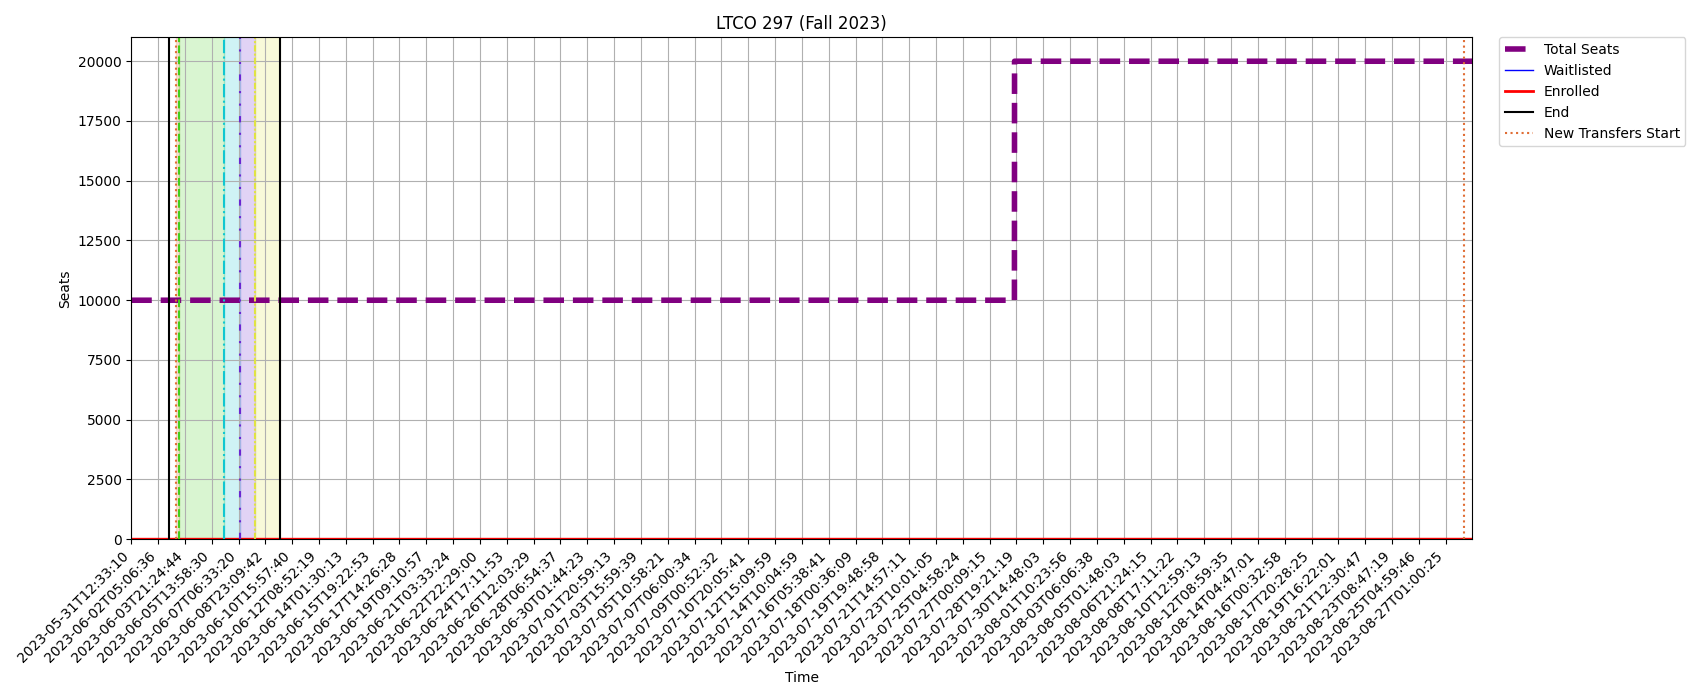 LTCO 297 (Fall 2023)
Total Seats
Waitlisted
Enrolled
End
New Transfers Start
Seats
20000
17500
15000
12500
10000
7500
5000
2500
0
2023-05-31T12:33:10
2023-06-02T05:06:36
2023-06-03T21:24:44
2023-06-05T13:58:30
2023-06-07T06:33:20
2023-06-08T23:09:42
2023-06-10T15:57:40
2023-06-12T08:52:19
2023-06-14T01:30:13
2023-06-15T19:22:53
2023-06-17T14:26:28
2023-06-19T09:10:57
2023-06-21T03:33:24
2023-06-22T22:29:00
2023-06-24T17:11:53
2023-06-26T12:03:29
2023-06-28T06:54:37
2023-06-30T01:44:23
2023-07-01T20:59:13
2023-07-03T15:59:39
2023-07-05T10:58:21
2023-07-07T06:00:34
2023-07-09T00:52:32
2023-07-10T20:05:41
2023-07-12T15:09:59
2023-07-14T10:04:59
2023-07-16T05:38:41
2023-07-18T00:36:09
2023-07-19T19:48:58
2023-07-21T14:57:11
2023-07-23T10:01:05
2023-07-25T04:58:24
2023-07-27T00:09:15
2023-07-28T19:21:19
2023-07-30T14:48:03
2023-08-01T10:23:56
2023-08-03T06:06:38
2023-08-05T01:48:03
2023-08-06T21:24:15
2023-08-08T17:11:22
2023-08-10T12:59:13
2023-08-12T08:59:35
2023-08-14T04:47:01
2023-08-16T00:32:58
2023-08-17T20:28:25
2023-08-19T16:22:01
2023-08-21T12:30:47
2023-08-23T08:47:19
2023-08-25T04:59:46
2023-08-27T01:00:25
Time